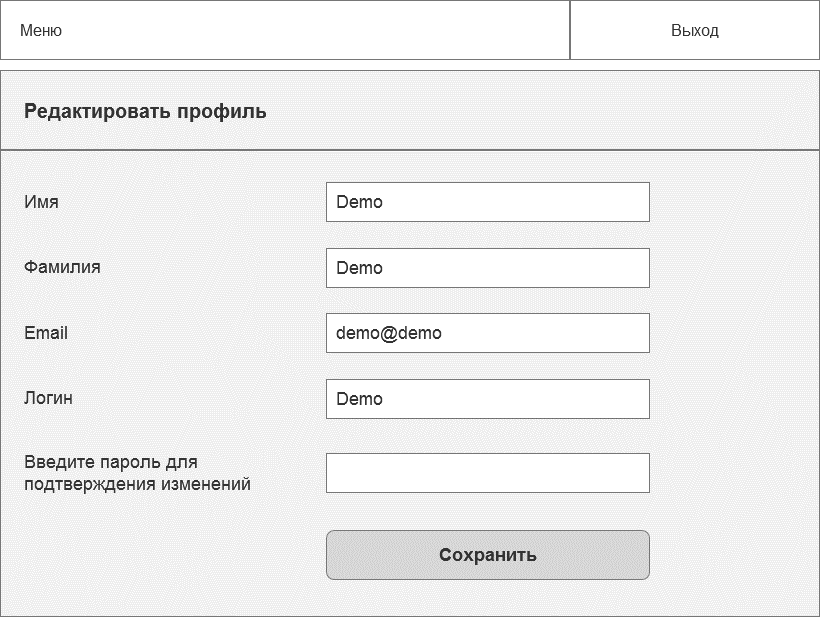 Меню
Выход
Редактировать профиль
Имя
Demo
Фамилия
Demo
Email
demo@demo
Логин
Demo
Введите пароль для
подтверждения изменений
Сохранить